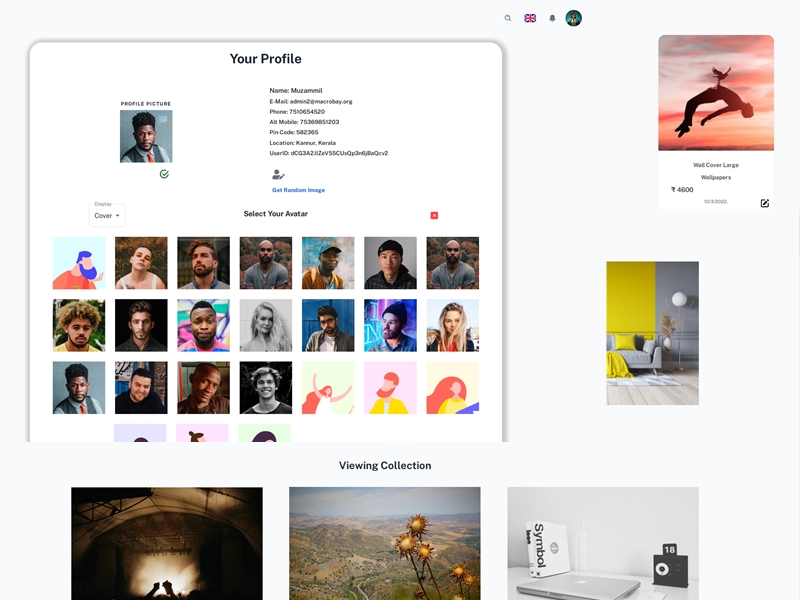 Your Profile
PROFILE PICTURE
Name: Muzammil
E-Mail: admin2@macrobay.org
Phone: 7510654520
Alt Mobile: 75369851203
Pin Code: 582365
Location: Kannur, Kerala
Get Random Image
Display
Cover
Select Your Avatar
Wall Cover Large
Wallpapers
₹ 4600
10/3/2022.
Viewing Collection
Symbol
18